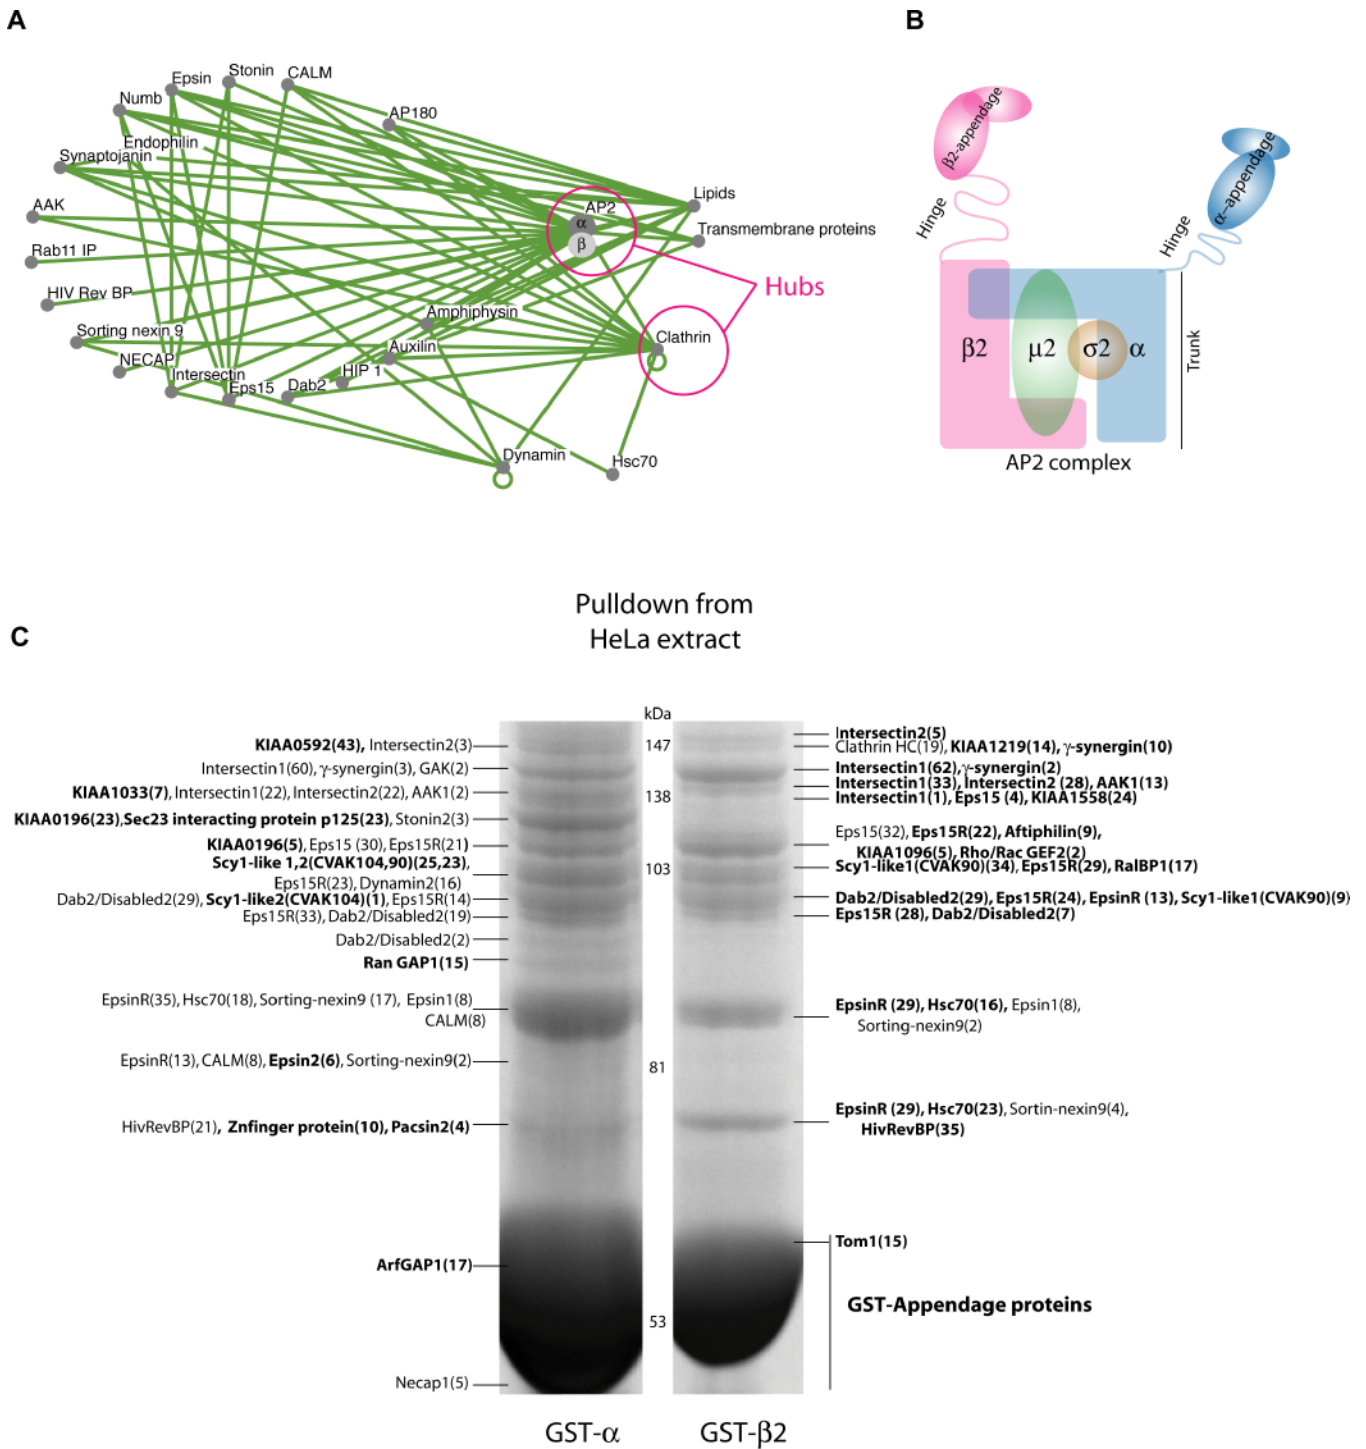 A
B
Stonin
CALM
Epsin
Numb
AP180
Endophilin
Synaptojanin
AAK
AP2
α
β
Lipids
Transmembrane proteins
Rab11 IP
HIV Rev BP
Hubs
Amphiphysin
Sorting nexin 9
Clathrin
Auxilin
NECAP
HIP 1
Intersectin
Eps15
Dab2
Dynamin
Hsc70
β2-appendage
α-appendage
Hinge
Hinge
β2
μ2
σ2
α
Trunk
AP2 complex
Pulldown from
HeLa extract
C
kDa
147
138
103
81
53
KIAA0592(43), Intersectin2(3)
Intersectin1(60), γ-synergin(3), GAK(2)
KIAA1033(7), Intersectin1(22), Intersectin2(22), AAK1(2)
KIAA0196(23),Sec23 interacting protein p125(23), Stonin2(3)
KIAA0196(5), Eps15 (30), Eps15R(21)
Scy1-like 1,2(CVAK104,90)(25,23),
Eps15R(23), Dynamin2(16)
Dab2/Disabled2(29), Scy1-like2(CVAK104)(1), Eps15R(14)
Eps15R(33), Dab2/Disabled2(19)
Dab2/Disabled2(2)
Ran GAP1(15)
EpsinR(35), Hsc70(18), Sorting-nexin9 (17), Epsin1(8)
CALM(8)
EpsinR(13), CALM(8), Epsin2(6), Sorting-nexin9(2)
HivRevBP(21), Znfinger protein(10), Pacsin2(4)
ArfGAP1(17)
Necap1(5)
Intersectin2(5)
Clathrin HC(19), KIAA1219(14), γ-synergin(10)
Intersectin1(62),γ-synergin(2)
Intersectin1(33), Intersectin2 (28), AAK1(13)
Intersectin1(1), Eps15 (4), KIAA1558(24)
Eps15(32), Eps15R(22), Aftiphilin(9),
KIAA1096(5), Rho/Rac GEF2(2)
Scy1-like1(CVAK90)(34), Eps15R(29), RalBP1(17)
Dab2/Disabled2(29), Eps15R(24), EpsinR (13), Scy1-like1(CVAK90)(9)
Eps15R (28), Dab2/Disabled2(7)
EpsinR (29), Hsc70(16), Epsin1(8),
Sorting-nexin9(2)
EpsinR (29), Hsc70(23), Sortin-nexin9(4),
HivRevBP(35)
Tom1(15)
GST-Appendage proteins
GST-α
GST-β2